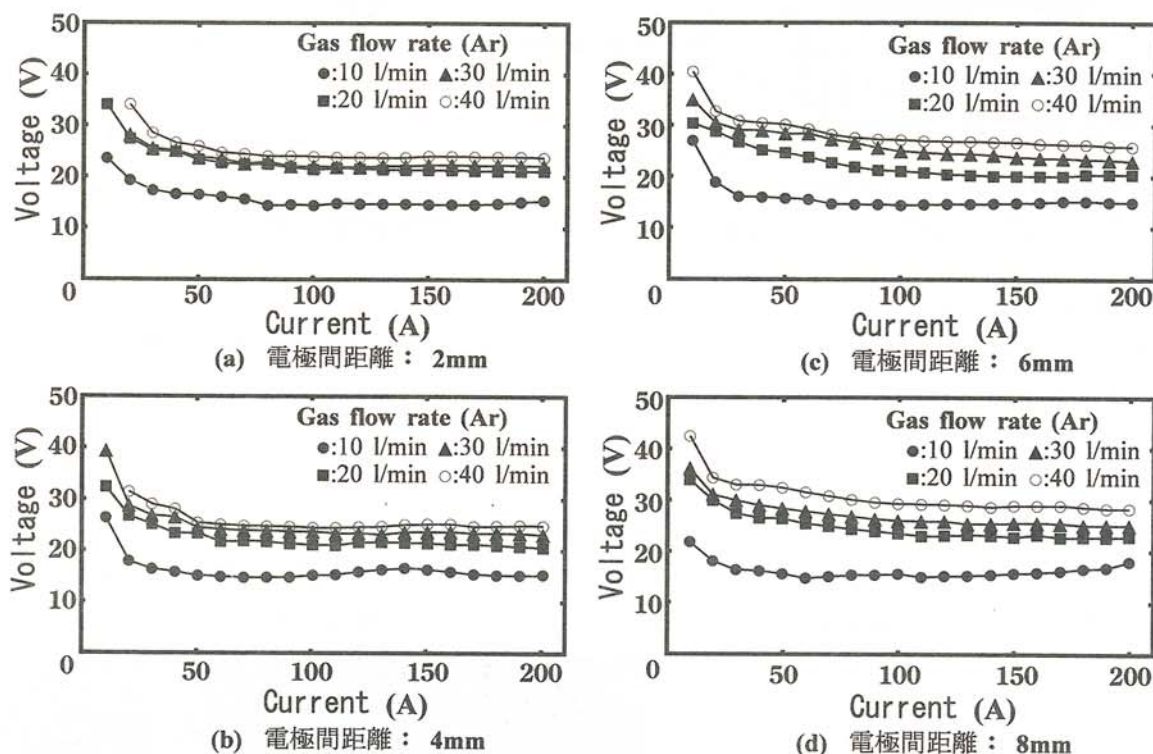 50
40
30
20
10
0
Voltage (V)
Gas flow rate (Ar)
●:10 l/min ▲:30 l/min
■:20 l/min ○:40 l/min
50 100 150 200
Current (A)
(a) 電極間距離： 2mm
50
40
30
20
10
0
Voltage (V)
Gas flow rate (Ar)
●:10 l/min ▲:30 l/min
■:20 l/min ○:40 l/min
50 100 150 200
Current (A)
(b) 電極間距離： 4mm
50
40
30
20
10
0
Voltage (V)
Gas flow rate (Ar)
●:10 l/min ▲:30 l/min
■:20 l/min ○:40 l/min
50 100 150 200
Current (A)
(c) 電極間距離： 6mm
50
40
30
20
10
0
Voltage (V)
Gas flow rate (Ar)
●:10 l/min ▲:30 l/min
■:20 l/min ○:40 l/min
50 100 150 200
Current (A)
(d) 電極間距離： 8mm